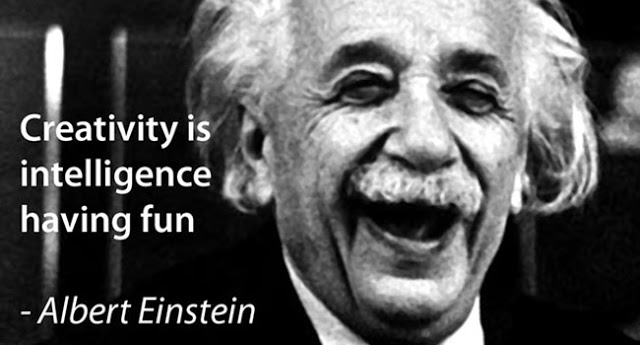 Creativity is
intelligence
having fun
- Albert Einstein